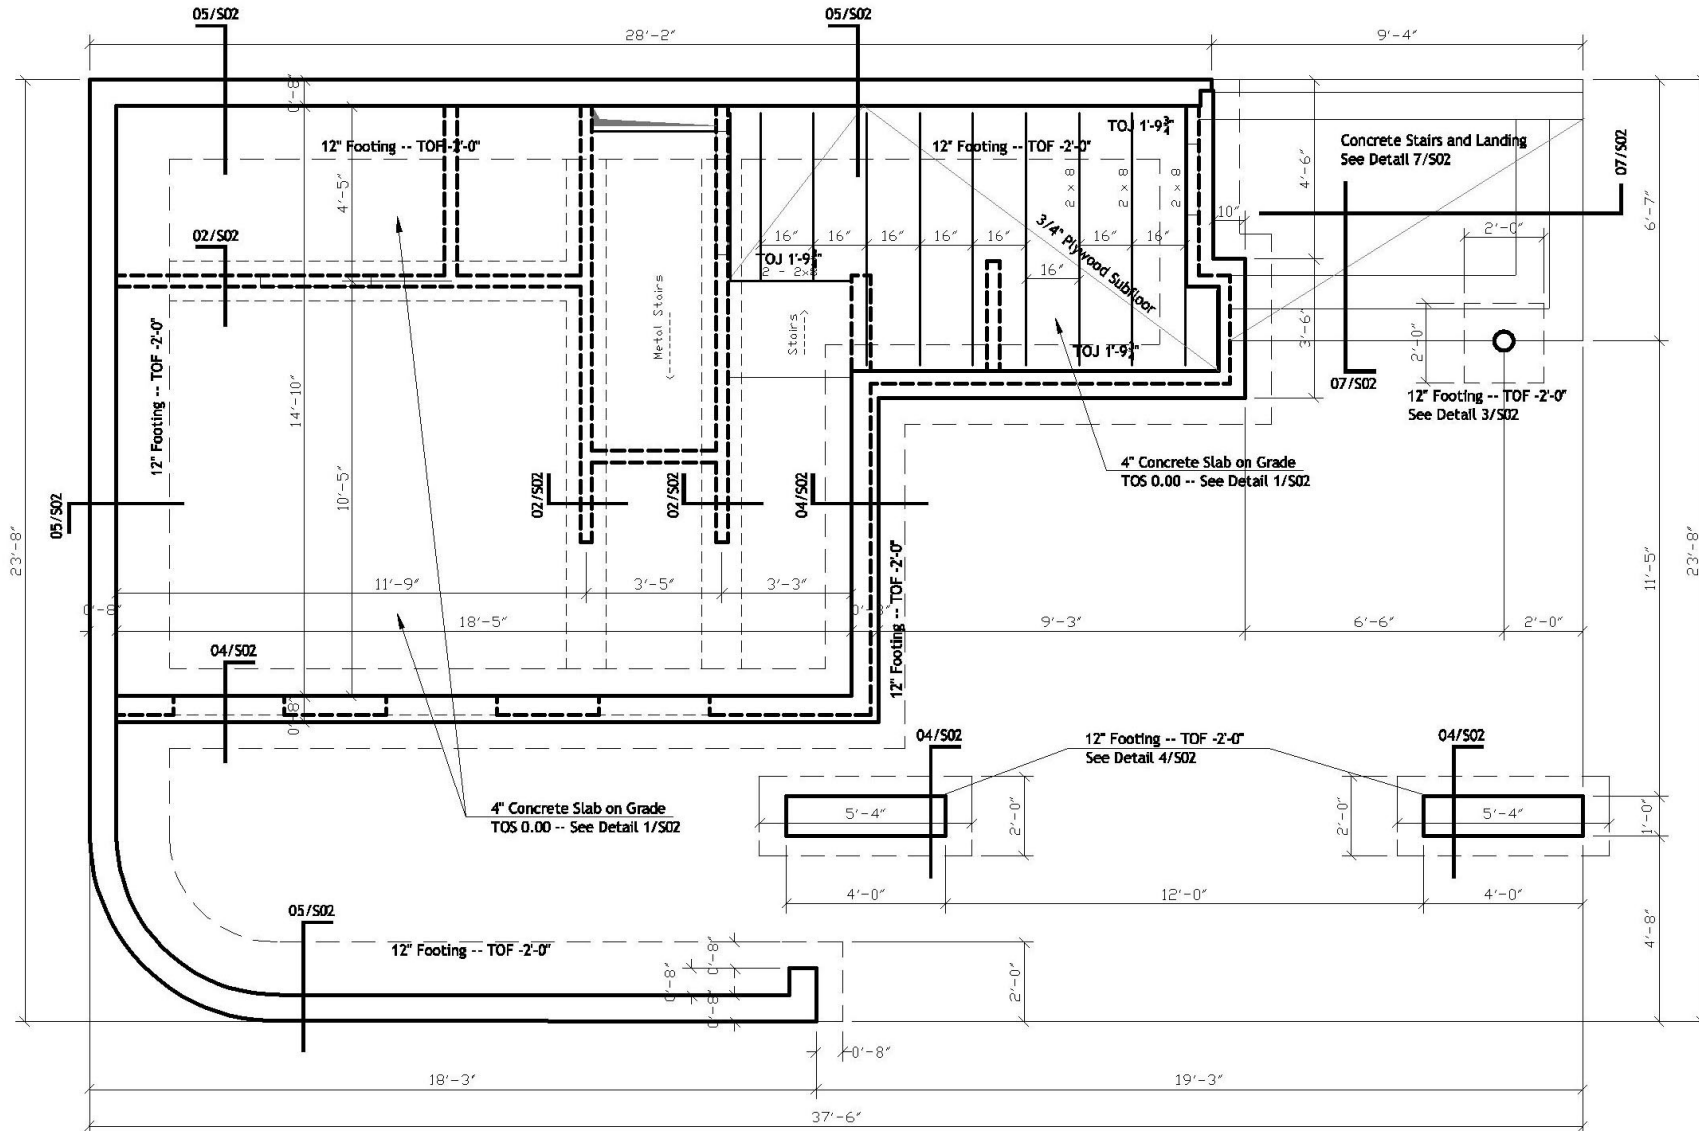 05/S02
05/S02
28'-2"
9'-4"
0'-8"
12" Footing -- TOF -2'-0"
12" Footing -- TOF -2'-0"
TOJ 1'-9¾"
Concrete Stairs and Landing
See Detail 7/S02
07/S02
4'-5"
2 x 8
2 x 8
2 x 8
4'-6"
6'-7"
02/S02
16"
16"
16"
16"
16"
16"
16"
10"
2'-0"
3/4" Plywood Subfloor
TOJ 1'-9¾"
2 - 2x8
16"
Metal Stairs
<-----
Stairs
----->
12" Footing -- TOF -2'-0"
14'-10"
TOJ 1'-9¾"
3'-6"
2'-0"
07/S02
12" Footing -- TOF -2'-0"
See Detail 3/S02
4" Concrete Slab on Grade
TOS 0.00 -- See Detail 1/S02
05/S02
10'-5"
02/S02
02/S02
04/S02
23'-8"
23'-8"
11'-5"
12" Footing -- TOF -2'-0"
11'-9"
3'-5"
3'-3"
0'-8"
18'-5"
0'-8"
9'-3"
6'-6"
2'-0"
04/S02
0'-8"
04/S02
12" Footing -- TOF -2'-0"
See Detail 4/S02
04/S02
4" Concrete Slab on Grade
TOS 0.00 -- See Detail 1/S02
5'-4"
2'-0"
2'-0"
5'-4"
1'-0"
4'-0"
12'-0"
4'-0"
4'-8"
05/S02
12" Footing -- TOF -2'-0"
0'-8"
0'-8"
0'-8"
2'-0"
0'-8"
18'-3"
19'-3"
37'-6"